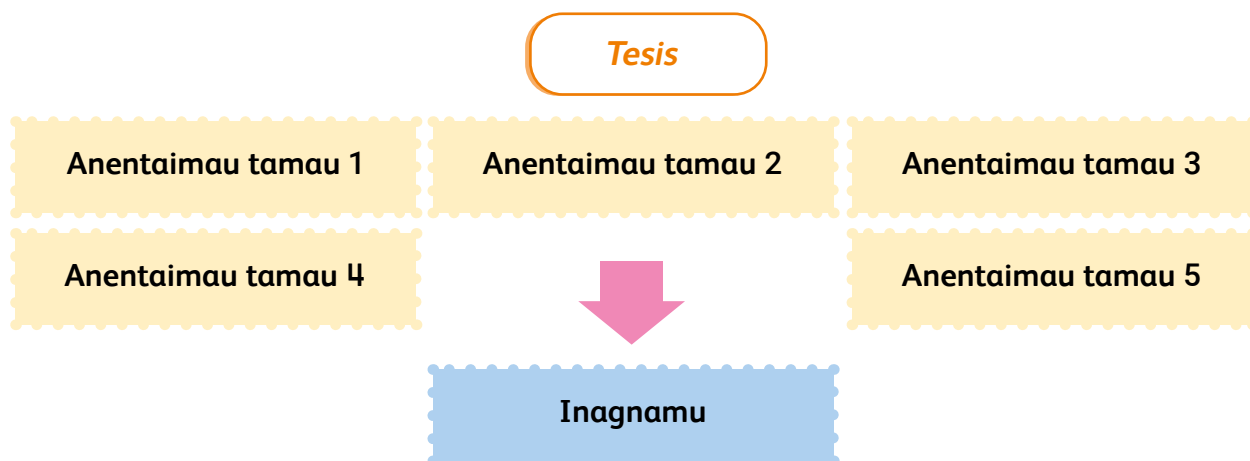 Tesis
Anentaimau tamau 1
Anentaimau tamau 2
Anentaimau tamau 3
Anentaimau tamau 4
Anentaimau tamau 5
Inagnamu